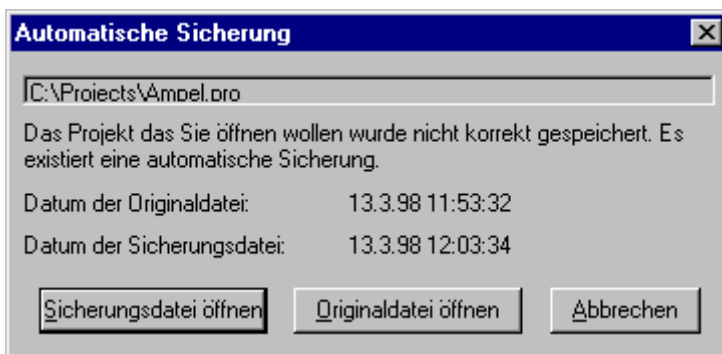 Automatische Sicherung
C:\Projects\Ampel.pro
Das Projekt das Sie öffnen wollen wurde nicht korrekt gespeichert. Es
existiert eine automatische Sicherung.
Datum der Originaldatei: 13.3.98 11:53:32
Datum der Sicherungsdatei: 13.3.98 12:03:34
Sicherungsdatei öffnen Originaldatei öffnen Abbrechen